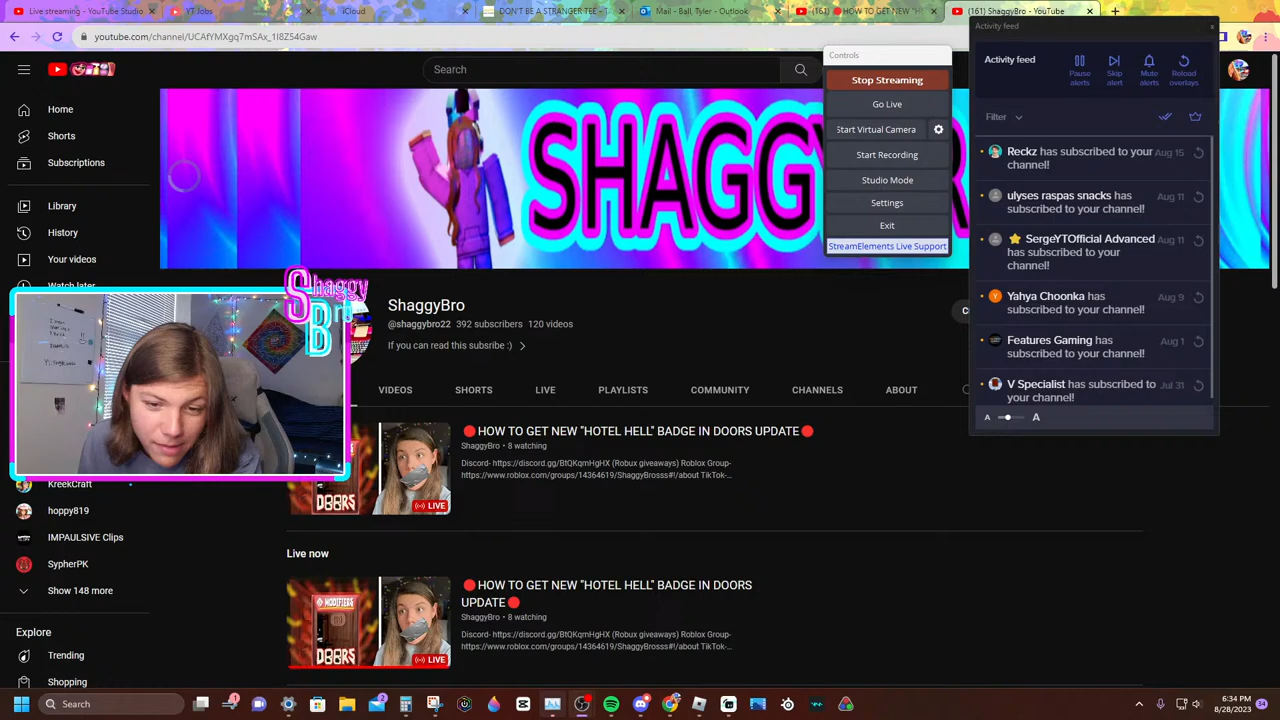 (161) YouTube Studio
YT Jobs
iCloud
DON'T BE A STRANGER TEE - T
Mail - Ball, Tyler - Outlook
(161) 🔴 HOW TO GET NEW "H
(161) ShaggyBro - YouTube
youtube.com/channel/UCAfYMXgq7mSAx_U8ZS4Gaw
Search
Home
Shorts
Subscriptions
Library
History
Your videos
Watch later
KreekCraft
hoppy819
IMPAULSIVE Clips
SypherPK
Show 148 more
Explore
Trending
Shopping
Shaggy
Bro
ShaggyBro
@shaggybro22 392 subscribers 120 videos
If you can read this subsribe :)
VIDEOS
SHORTS
LIVE
PLAYLISTS
COMMUNITY
CHANNELS
ABOUT
🔴HOW TO GET NEW "HOTEL HELL" BADGE IN DOORS UPDATE🔴
ShaggyBro • 8 watching
Discord- https://discord.gg/BtQKqmHgHX (Robux giveaways) Roblox Group-
https://www.roblox.com/groups/14364619/ShaggyBrosss#!/about TikTok-...
DOORS
LIVE
Live now
🔴HOW TO GET NEW "HOTEL HELL" BADGE IN DOORS
UPDATE🔴
ShaggyBro • 8 watching
Discord- https://discord.gg/BtQKqmHgHX (Robux giveaways) Roblox Group-
https://www.roblox.com/groups/14364619/ShaggyBrosss#!/about TikTok-...
MODIFIERS
DOORS
LIVE
Controls
Stop Streaming
Go Live
Start Virtual Camera
Start Recording
Studio Mode
Settings
Exit
StreamElements Live Support
Activity feed
x
Activity feed
Pause
alerts
Skip
alert
Mute
alerts
Reload
overlays
Filter
Reckz has subscribed to your
channel!
Aug 15
ulyses raspas snacks has
subscribed to your channel!
Aug 11
⭐ SergeYTOfficial Advanced
has subscribed to your
channel!
Aug 11
Yahya Choonka has
subscribed to your channel!
Aug 9
Features Gaming has
subscribed to your channel!
Aug 1
V Specialist has subscribed to
your channel!
Jul 31
A
A
Search
6:34 PM
8/28/2023